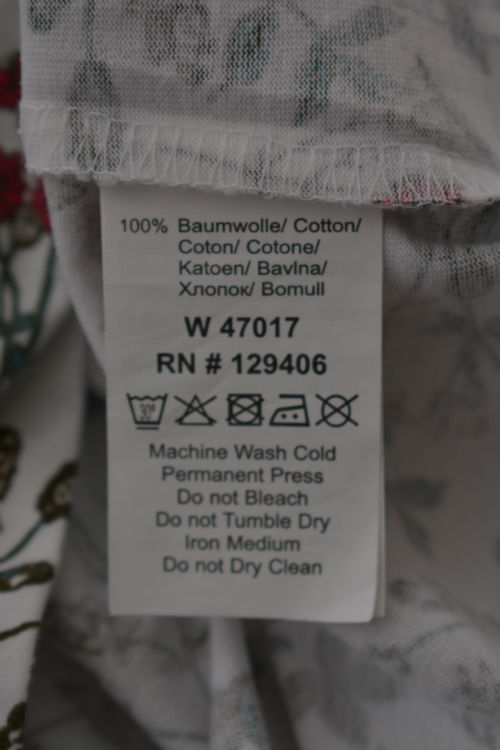 100% Baumwolle/ Cotton/
Coton/ Cotone/
Katoen/ Bavlna/
Хлопок/ Bomull
W 47017
RN # 129406
30°
Machine Wash Cold
Permanent Press
Do not Bleach
Do not Tumble Dry
Iron Medium
Do not Dry Clean